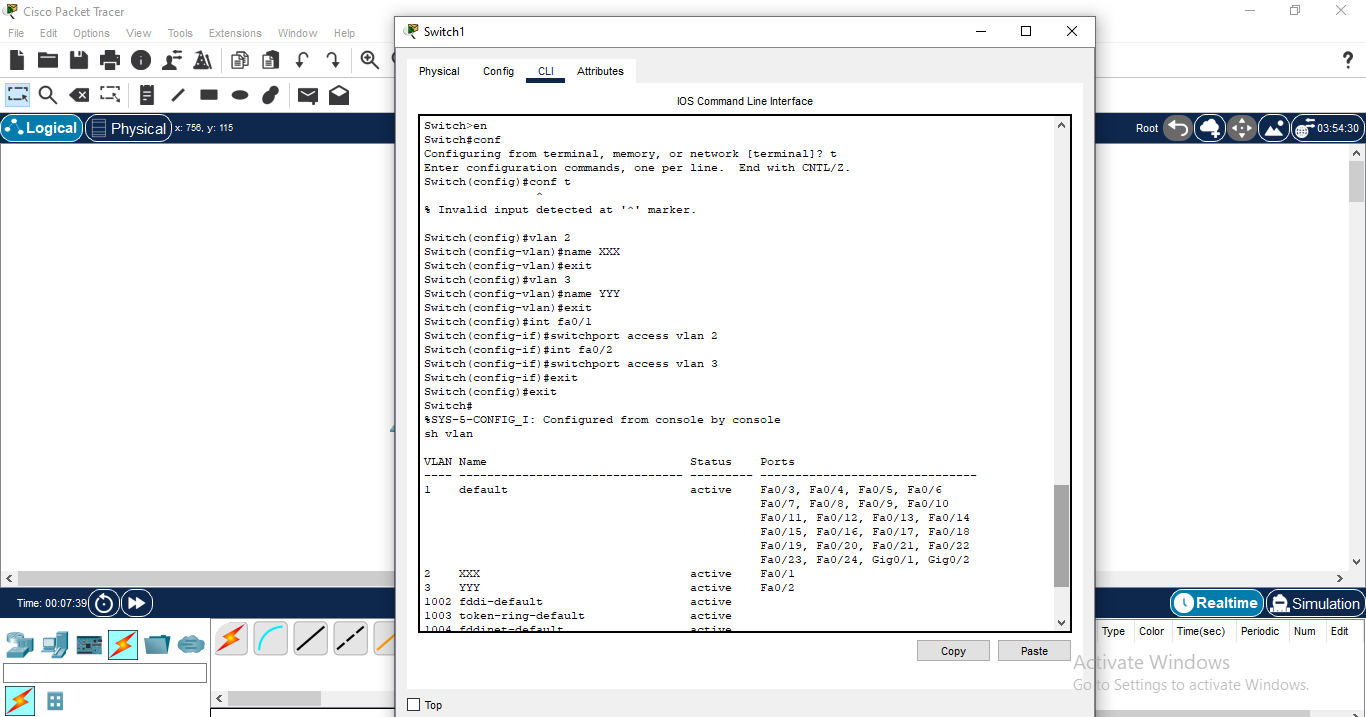 Cisco Packet Tracer
File Edit Options View Tools Extensions Window Help
Logical Physical x: 756, y: 115
Root 03:54:30
Switch1
Physical Config CLI Attributes
IOS Command Line Interface
Switch>en
Switch#conf
Configuring from terminal, memory, or network [terminal]? t
Enter configuration commands, one per line. End with CNTL/Z.
Switch(config)#conf t
^
% Invalid input detected at '^' marker.
Switch(config)#vlan 2
Switch(config-vlan)#name XXX
Switch(config-vlan)#exit
Switch(config)#vlan 3
Switch(config-vlan)#name YYY
Switch(config-vlan)#exit
Switch(config)#int fa0/1
Switch(config-if)#switchport access vlan 2
Switch(config-if)#int fa0/2
Switch(config-if)#switchport access vlan 3
Switch(config-if)#exit
Switch(config)#exit
Switch#
%SYS-5-CONFIG_I: Configured from console by console
sh vlan
VLAN Name Status Ports
---- -------------------------------- --------- -------------------------------
1 default active Fa0/3, Fa0/4, Fa0/5, Fa0/6
Fa0/7, Fa0/8, Fa0/9, Fa0/10
Fa0/11, Fa0/12, Fa0/13, Fa0/14
Fa0/15, Fa0/16, Fa0/17, Fa0/18
Fa0/19, Fa0/20, Fa0/21, Fa0/22
Fa0/23, Fa0/24, Gig0/1, Gig0/2
2 XXX active Fa0/1
3 YYY active Fa0/2
1002 fddi-default active
1003 token-ring-default active
1004 fddinet-default active
Copy Paste
Top
Time: 00:07:39
Realtime Simulation
Type Color Time(sec) Periodic Num Edit
Activate Windows
Go to Settings to activate Windows.